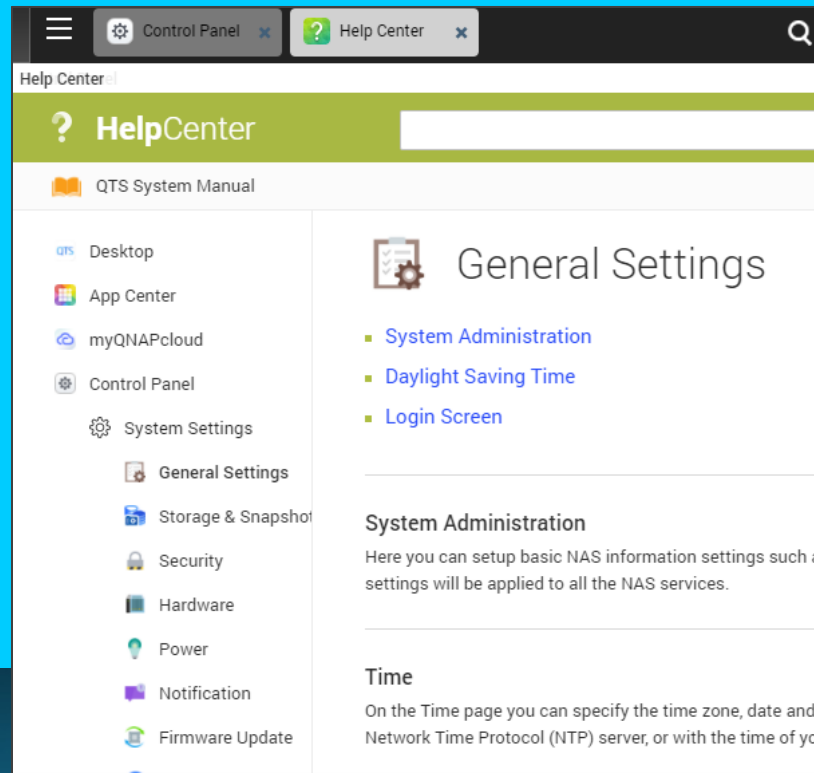 Control Panel
Help Center
Help Center
HelpCenter
QTS System Manual
QTS
Desktop
App Center
myQNAPcloud
Control Panel
System Settings
General Settings
Storage & Snapshot
Security
Hardware
Power
Notification
Firmware Update
General Settings
System Administration
Daylight Saving Time
Login Screen
System Administration
Here you can setup basic NAS information settings such
settings will be applied to all the NAS services.
Time
On the Time page you can specify the time zone, date and
Network Time Protocol (NTP) server, or with the time of